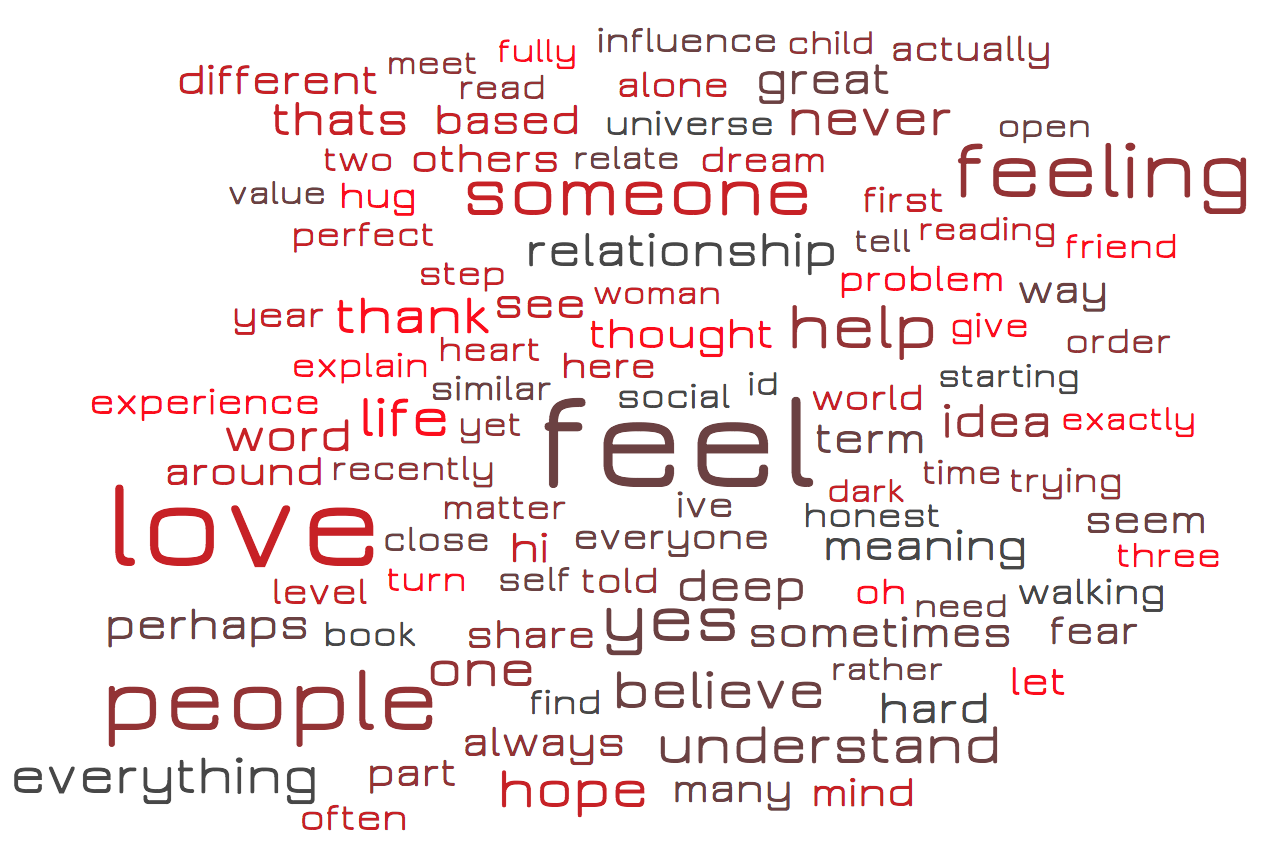 influence child actually
meet fully
different read alone great
thats based universe never open
two others relate dream feeling
value hug someone first
perfect relationship tell reading friend
step woman problem way
year thank see thought help give order
explain heart here
experience similar social id world starting
word life yet feel term idea exactly
around recently time trying
love matter ive dark honest seem
close hi everyone meaning three
level turn self told deep oh need walking
perhaps book share yes sometimes fear
people one find believe rather hard let
always understand
everything part hope many mind
often